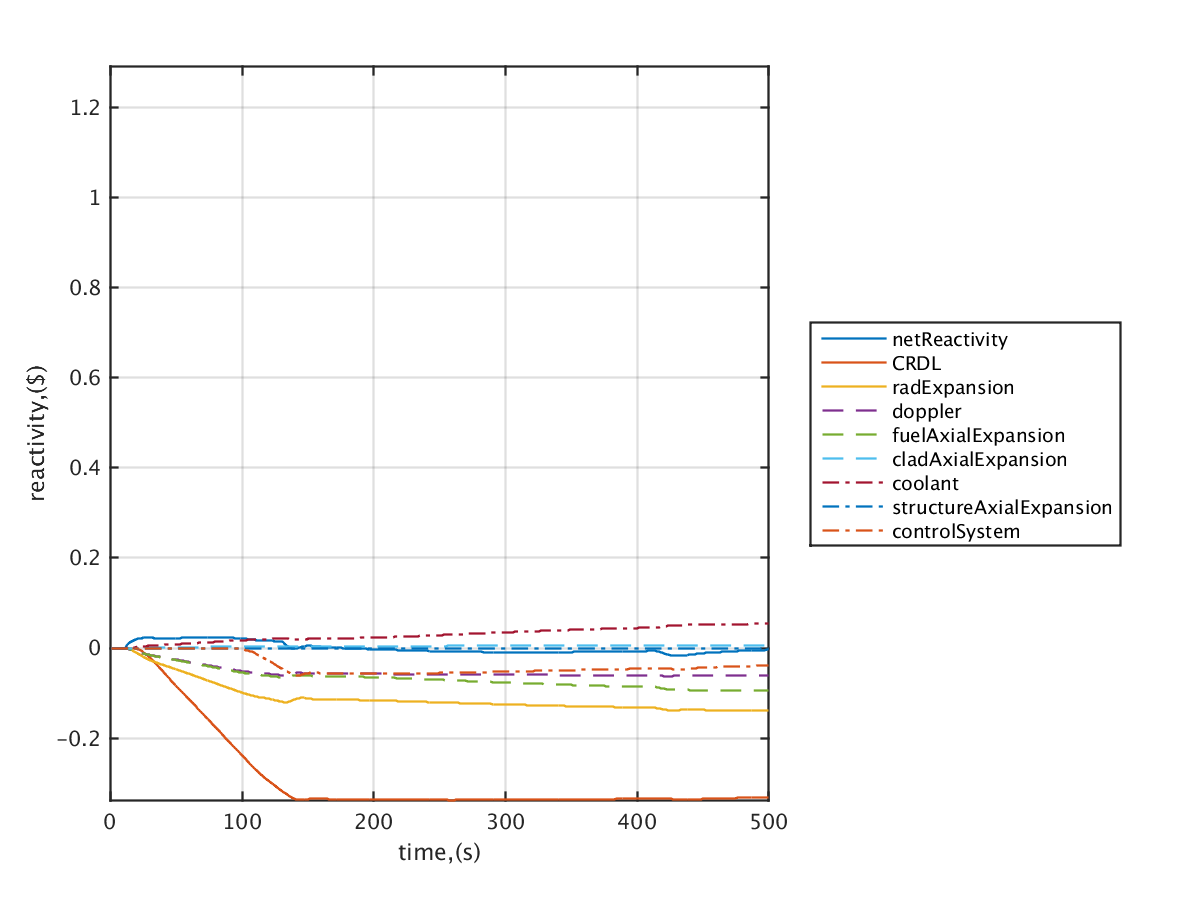 1.2
1
0.8
0.6
0.4
0.2
0
−0.2
reactivity,($)
0 100 200 300 400 500
time,(s)
netReactivity
CRDL
radExpansion
doppler
fuelAxialExpansion
cladAxialExpansion
coolant
structureAxialExpansion
controlSystem